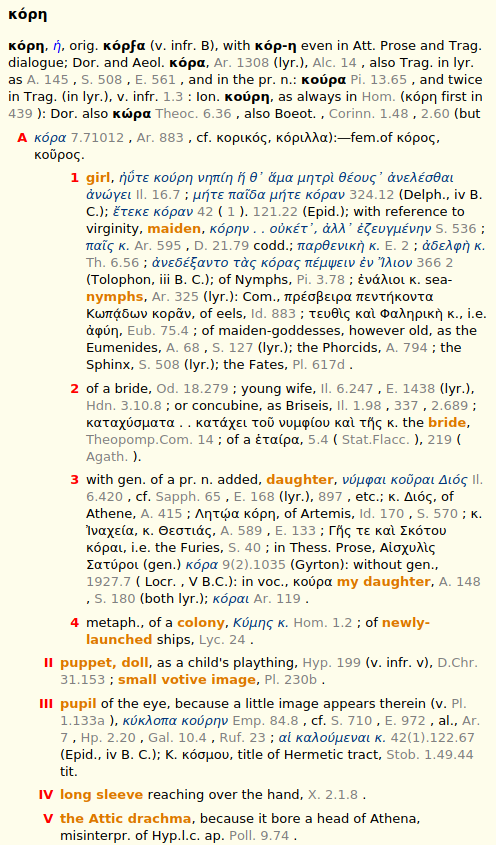 κόρη
κόρη, ἡ, orig. κόρϝα (v. infr. B), with κόρ-η even in Att. Prose and Trag.
dialogue; Dor. and Aeol. κόρα, Ar. 1308 (lyr.), Alc. 14 , also Trag. in lyr.
as A. 145 , S. 508 , E. 561 , and in the pr. n.: κούρα Pi. 13.65 , and twice
in Trag. (in lyr.), v. infr. 1.3 : Ion. κούρη, as always in Hom. (κόρη first in
439 ): Dor. also κώρα Theoc. 6.36 , also Boeot. , Corinn. 1.48 , 2.60 (but
A κόρα 7.71012 , Ar. 883 , cf. κορικός, κόριλλα):—fem.of κόρος,
κοῦρος.
1 girl, ἠΰτε κούρη νηπίη ἥ θ᾽ ἅμα μητρὶ θέους᾽ ἀνελέσθαι
ἀνώγει Il. 16.7 ; μήτε παῖδα μήτε κόραν 324.12 (Delph., iv B.
C.); ἔτεκε κόραν 42 ( 1 ). 121.22 (Epid.); with reference to
virginity, maiden, κόρην . . οὐκέτ᾽, ἀλλ᾽ ἐζευγμένην S. 536 ;
παῖς κ. Ar. 595 , D. 21.79 codd.; παρθενικὴ κ. E. 2 ; ἀδελφὴ κ.
Th. 6.56 ; ἀνεδέξαντο τὰς κόρας πέμψειν ἐν Ἴλιον 366 2
(Tolophon, iii B. C.); of Nymphs, Pi. 3.78 ; ἐνάλιοι κ. sea-
nymphs, Ar. 325 (lyr.): Com., πρέσβειρα πεντήκοντα
Κωπᾴδων κορᾶν, of eels, Id. 883 ; τευθὶς καὶ Φαληρικὴ κ., i.e.
ἀφύη, Eub. 75.4 ; of maiden-goddesses, however old, as the
Eumenides, A. 68 , S. 127 (lyr.); the Phorcids, A. 794 ; the
Sphinx, S. 508 (lyr.); the Fates, Pl. 617d .
2 of a bride, Od. 18.279 ; young wife, Il. 6.247 , E. 1438 (lyr.),
Hdn. 3.10.8 ; or concubine, as Briseis, Il. 1.98 , 337 , 2.689 ;
καταχύσματα . . κατάχει τοῦ νυμφίου καὶ τῆς κ. the bride,
Theopomp.Com. 14 ; of a ἑταίρα, 5.4 ( Stat.Flacc. ), 219 (
Agath. ).
3 with gen. of a pr. n. added, daughter, νύμφαι κοῦραι Διός Il.
6.420 , cf. Sapph. 65 , E. 168 (lyr.), 897 , etc.; κ. Διός, of
Athene, A. 415 ; Λητῴα κόρη, of Artemis, Id. 170 , S. 570 ; κ.
Ἰναχεία, κ. Θεστιάς, A. 589 , E. 133 ; Γῆς τε καὶ Σκότου
κόραι, i.e. the Furies, S. 40 ; in Thess. Prose, Αἰσχυλὶς
Σατύροι (gen.) κόρα 9(2).1035 (Gyrton): without gen.,
1927.7 ( Locr. , V B.C.): in voc., κούρα my daughter, A. 148
, S. 180 (both lyr.); κόραι Ar. 119 .
4 metaph., of a colony, Κύμης κ. Hom. 1.2 ; of newly-
launched ships, Lyc. 24 .
II puppet, doll, as a child's plaything, Hyp. 199 (v. infr. v), D.Chr.
31.153 ; small votive image, Pl. 230b .
III pupil of the eye, because a little image appears therein (v. Pl.
1.133a ), κύκλοπα κούρην Emp. 84.8 , cf. S. 710 , E. 972 , al., Ar.
7 , Hp. 2.20 , Gal. 10.4 , Ruf. 23 ; αἱ καλούμεναι κ. 42(1).122.67
(Epid., iv B. C.); Κ. κόσμου, title of Hermetic tract, Stob. 1.49.44
tit.
IV long sleeve reaching over the hand, X. 2.1.8 .
V the Attic drachma, because it bore a head of Athena,
misinterpr. of Hyp.l.c. ap. Poll. 9.74 .